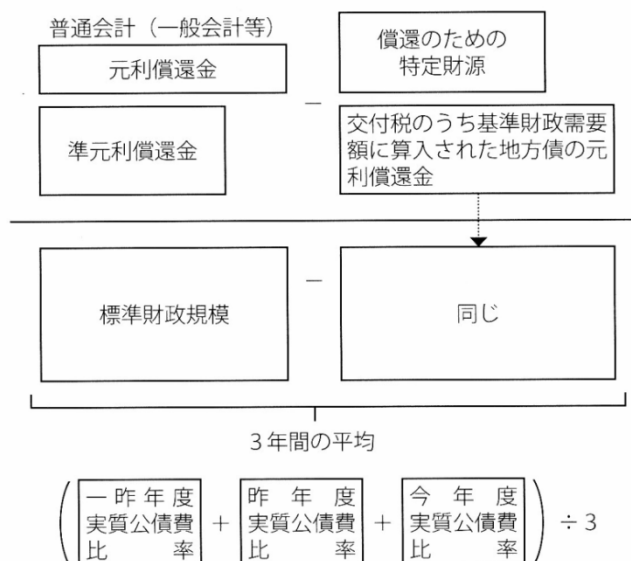 普通会計（一般会計等）
元利償還金
準元利償還金
−
償還のための
特定財源
交付税のうち基準財政需要
額に算入された地方債の元
利償還金
標準財政規模
−
同じ
3年間の平均
(一昨年度
実質公債費
比率
+
昨年度
実質公債費
比率
+
今年度
実質公債費
比率) ÷3